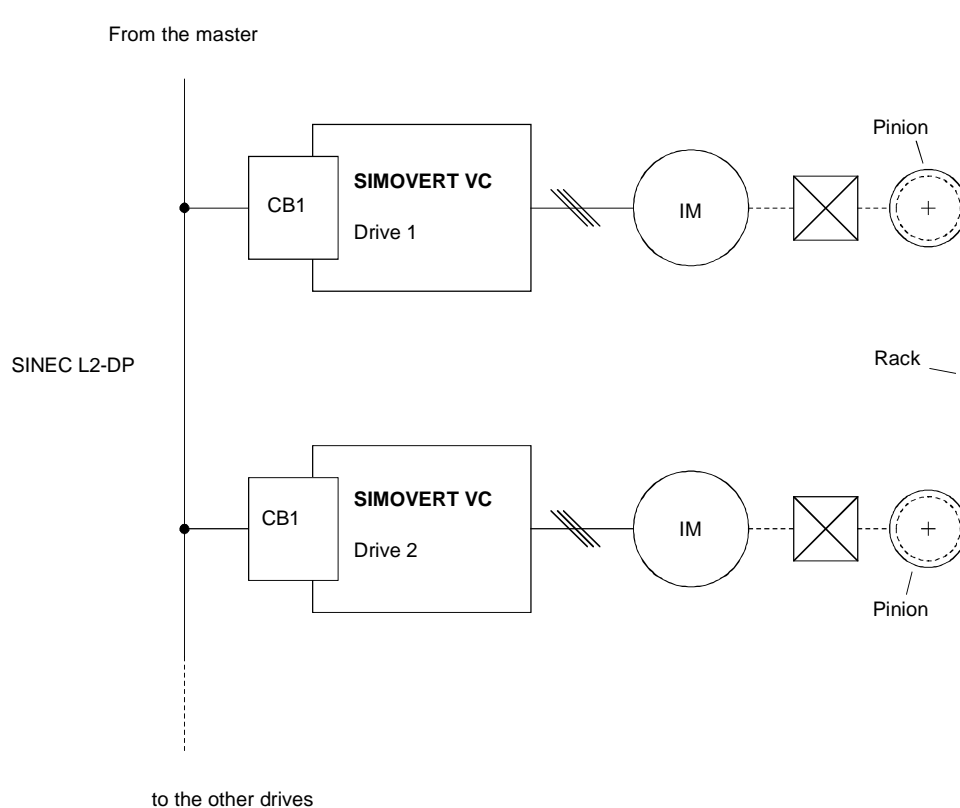 From the master
Pinion
SIMOVERT VC
CB1
IM
Drive 1
SINEC L2-DP
Rack
SIMOVERT VC
CB1
IM
Drive 2
Pinion
to the other drives